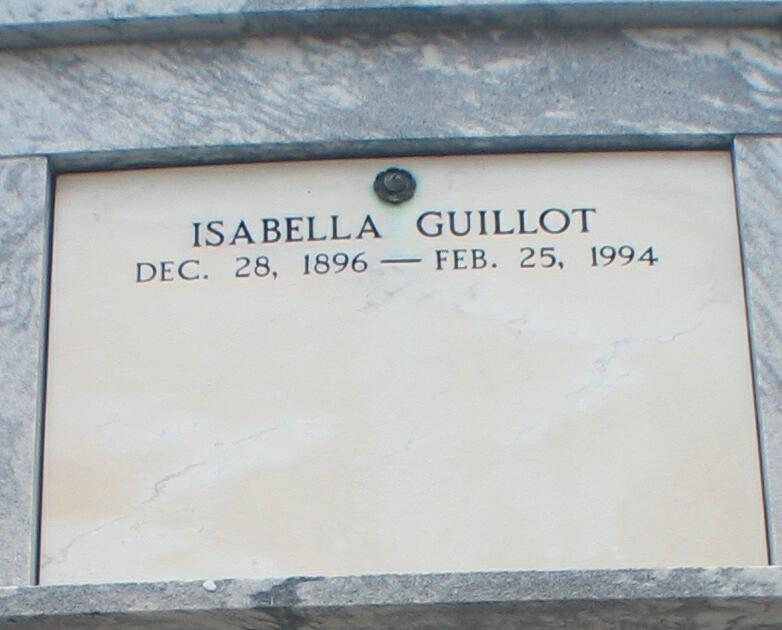 ISABELLA GUILLOT
DEC. 28, 1896 — FEB. 25, 1994